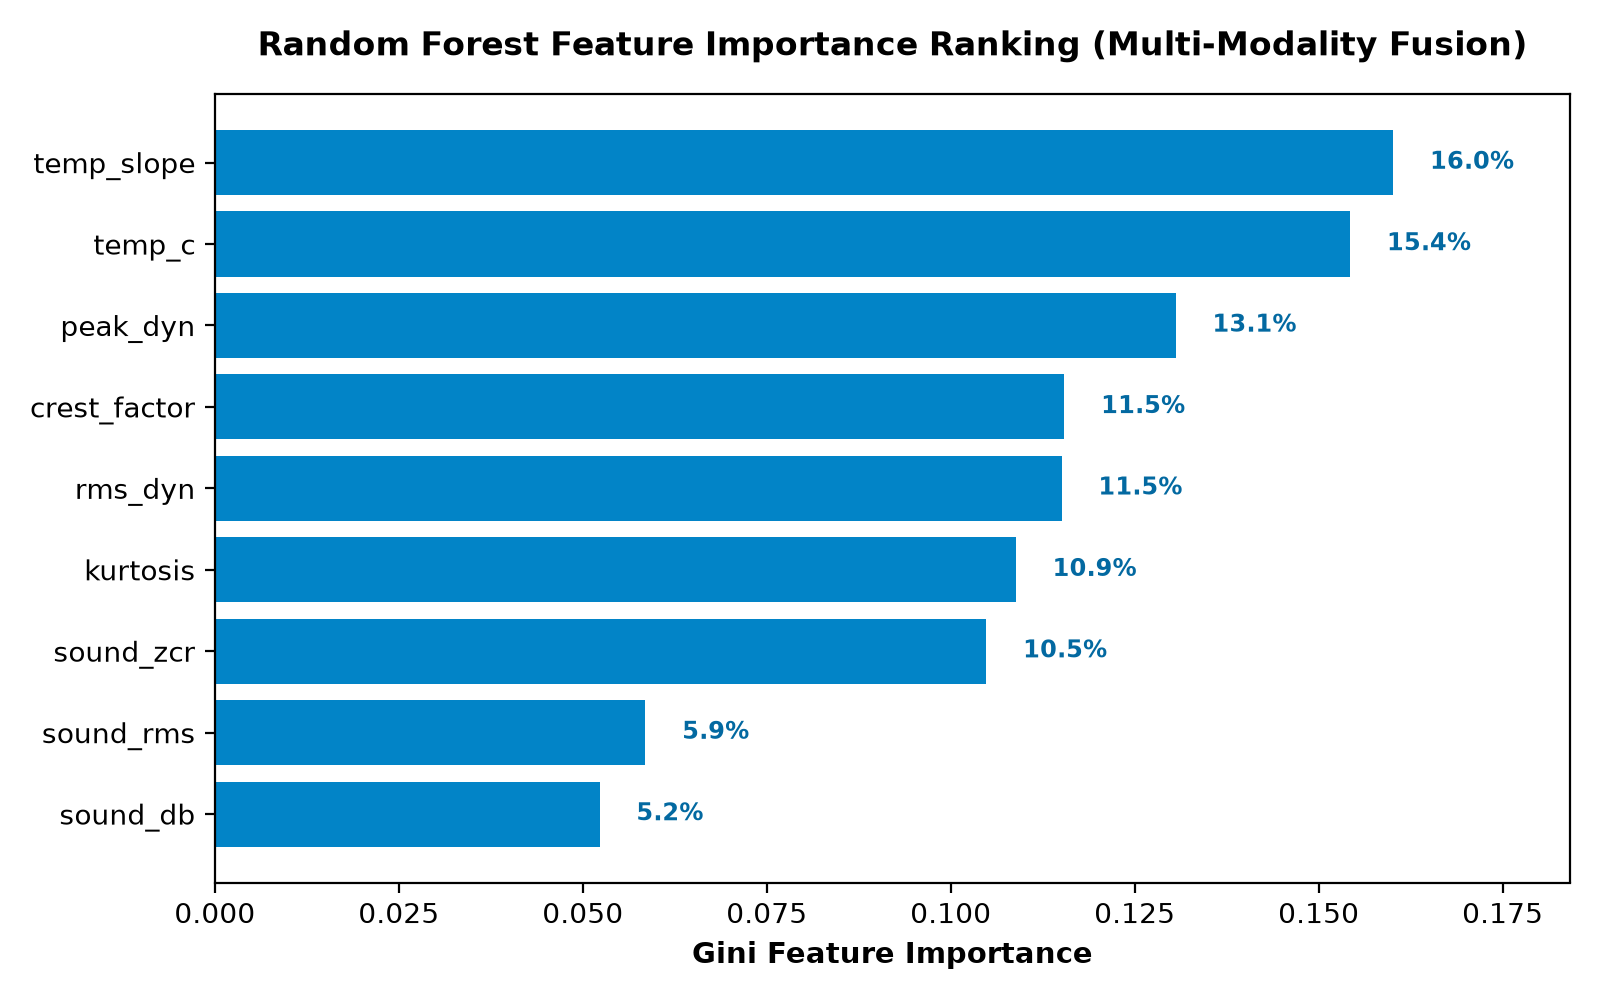 Random Forest Feature Importance Ranking (Multi-Modality Fusion)
temp_slope 16.0%
temp_c 15.4%
peak_dyn 13.1%
crest_factor 11.5%
rms_dyn 11.5%
kurtosis 10.9%
sound_zcr 10.5%
sound_rms 5.9%
sound_db 5.2%
0.000 0.025 0.050 0.075 0.100 0.125 0.150 0.175
Gini Feature Importance